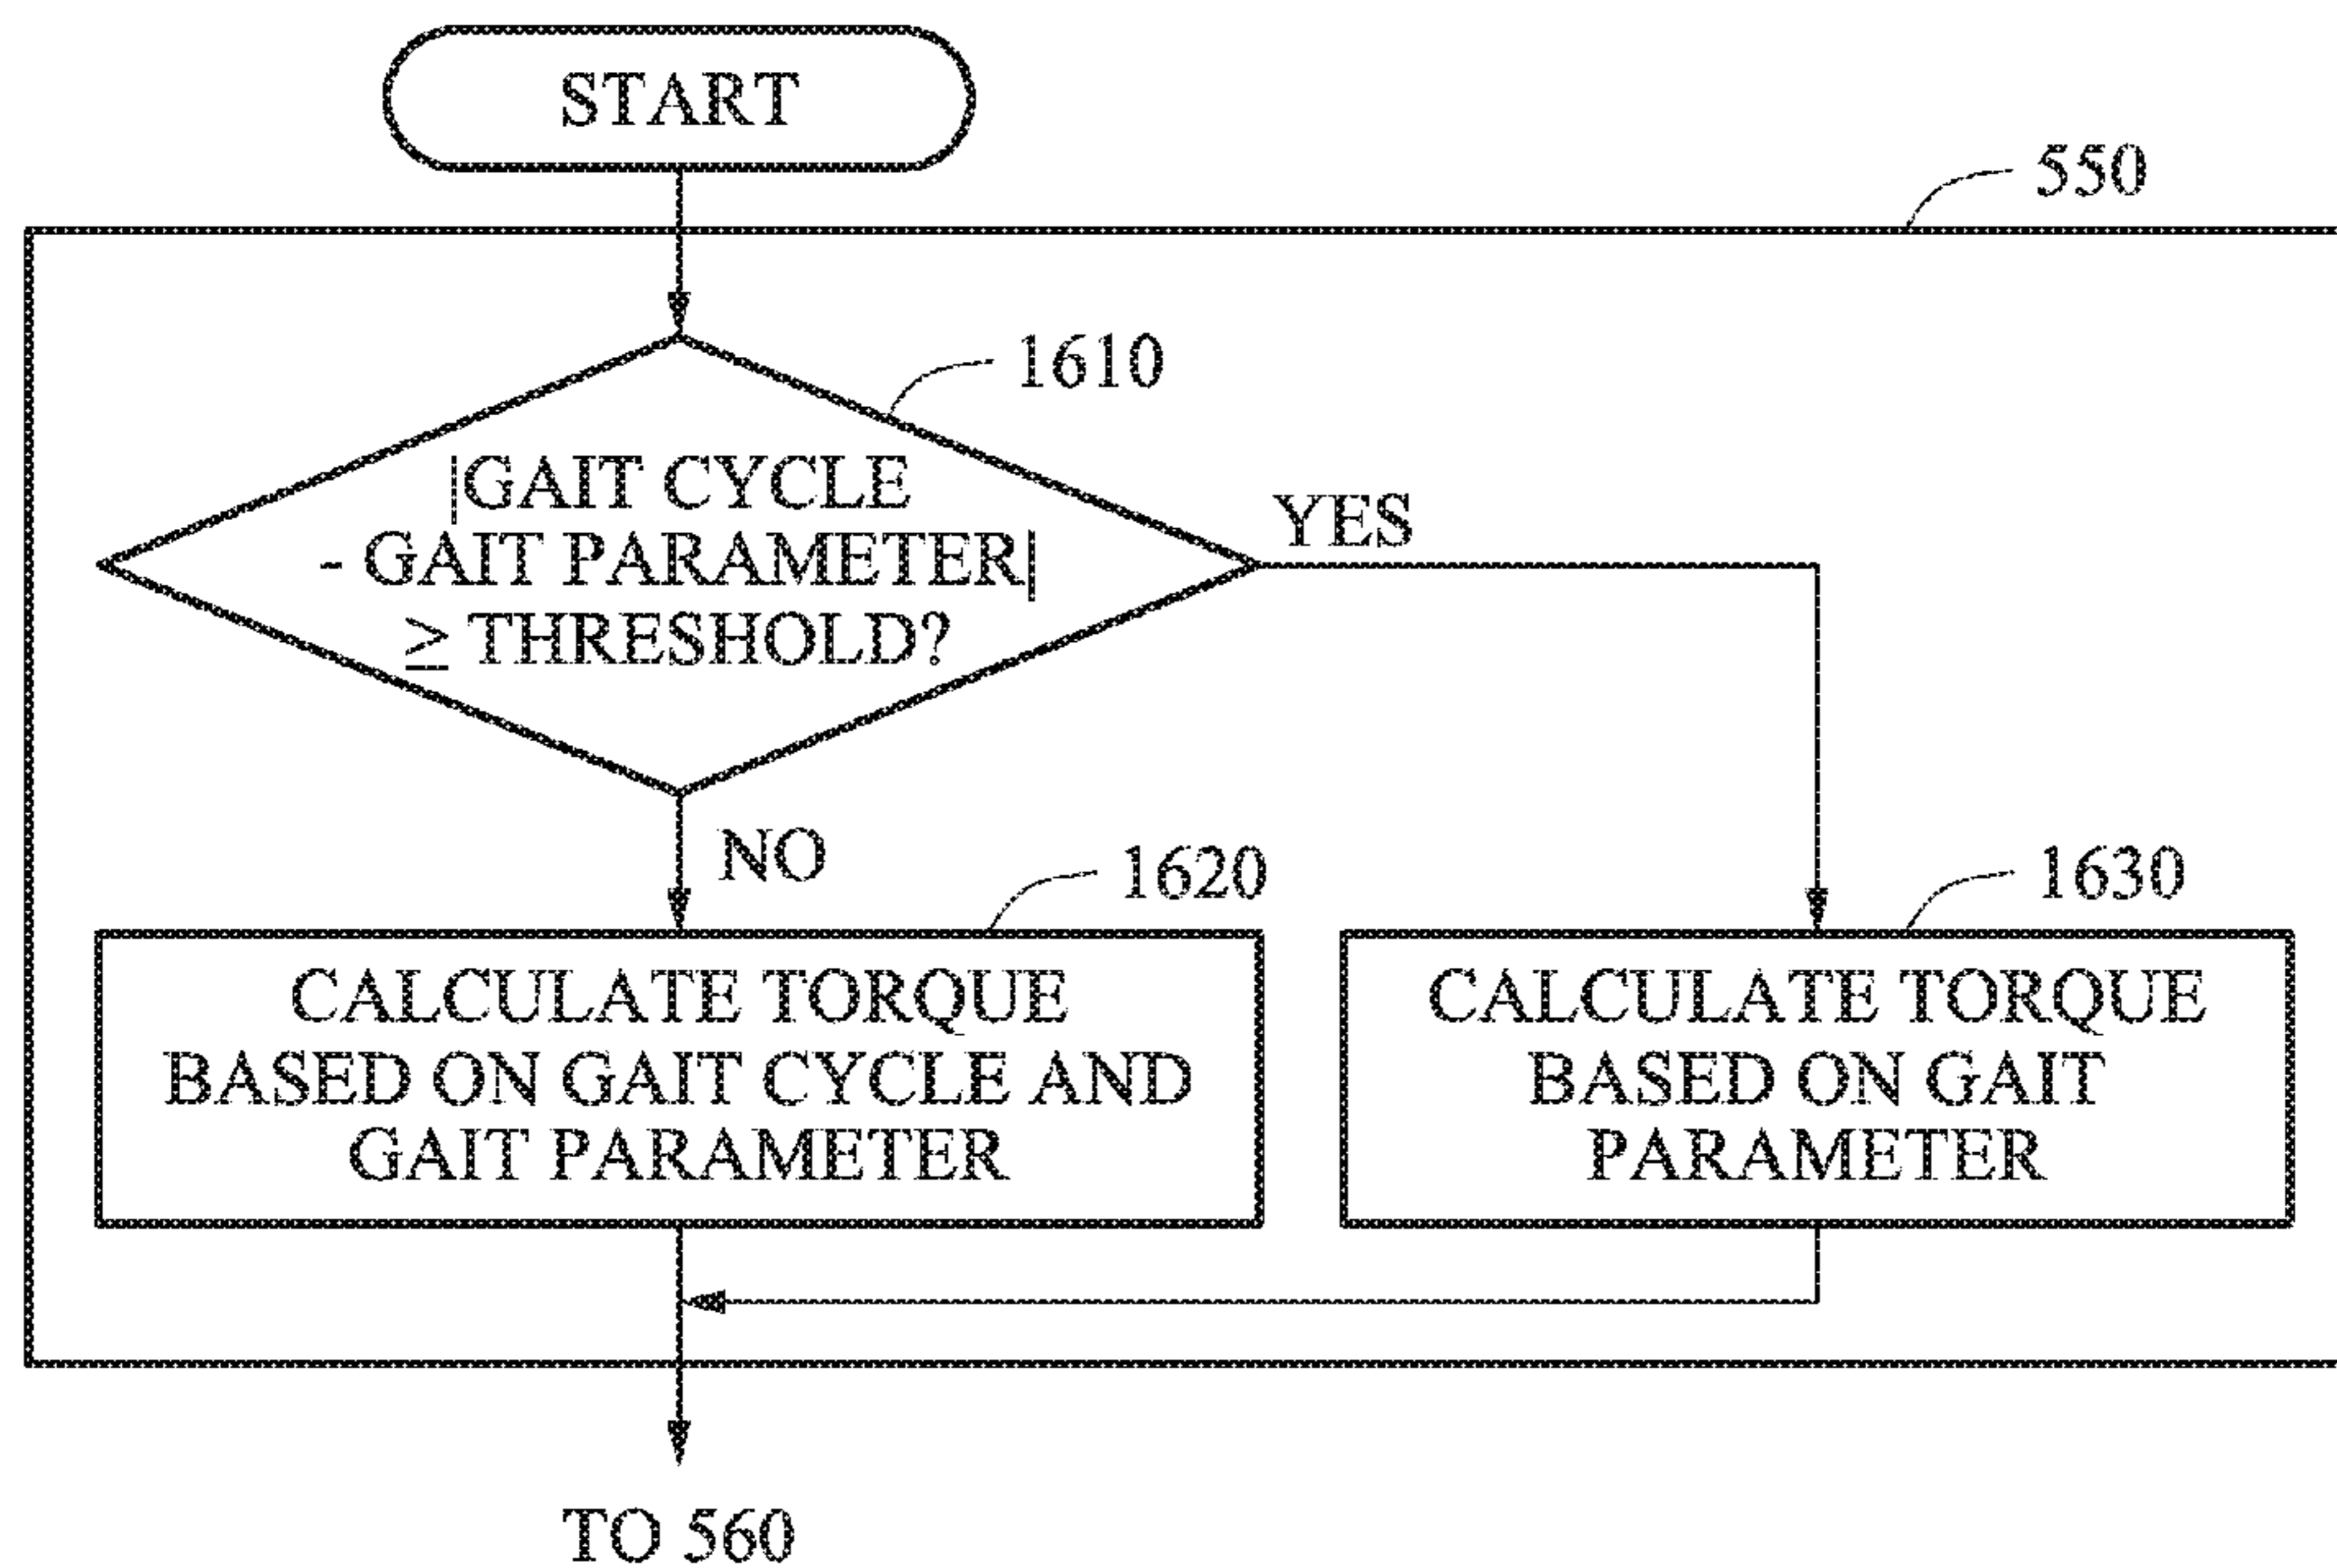 START
550
1610
|GAIT CYCLE
- GAIT PARAMETER|
≥ THRESHOLD?
YES
NO
1620
1630
CALCULATE TORQUE
BASED ON GAIT CYCLE AND
GAIT PARAMETER
CALCULATE TORQUE
BASED ON GAIT
PARAMETER
TO 560